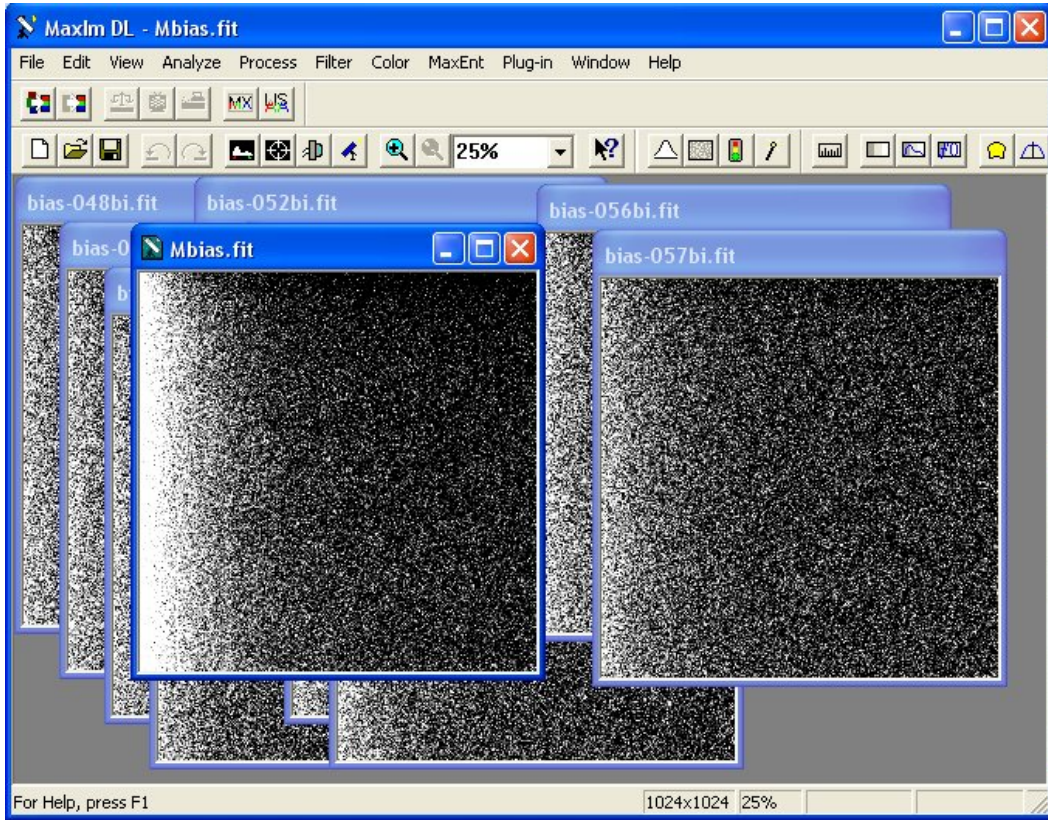 MaxIm DL - Mbias.fit
File Edit View Analyze Process Filter Color MaxEnt Plug-in Window Help
MX
25%
bias-048bi.fit
bias-052bi.fit
bias-056bi.fit
bias-0
Mbias.fit
bias-057bi.fit
b
For Help, press F1
1024x1024 25%